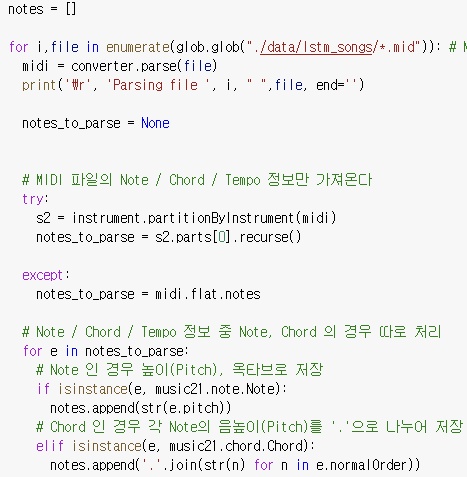 notes = []
for i,file in enumerate(glob.glob("./data/lstm_songs/*.mid")): #
  midi = converter.parse(file)
  print('₩r', 'Parsing file ', i, " ",file, end='')
  notes_to_parse = None
  # MIDI 파일의 Note / Chord / Tempo 정보만 가져온다
  try:
    s2 = instrument.partitionByInstrument(midi)
    notes_to_parse = s2.parts[0].recurse()
  except:
    notes_to_parse = midi.flat.notes
  # Note / Chord / Tempo 정보 중 Note, Chord 의 경우 따로 처리
  for e in notes_to_parse:
    # Note 인 경우 높이(Pitch), 옥타브로 저장
    if isinstance(e, music21.note.Note):
      notes.append(str(e.pitch))
    # Chord 인 경우 각 Note의 음높이(Pitch)를 '.'으로 나누어 저장
    elif isinstance(e, music21.chord.Chord):
      notes.append('.'.join(str(n) for n in e.normalOrder))